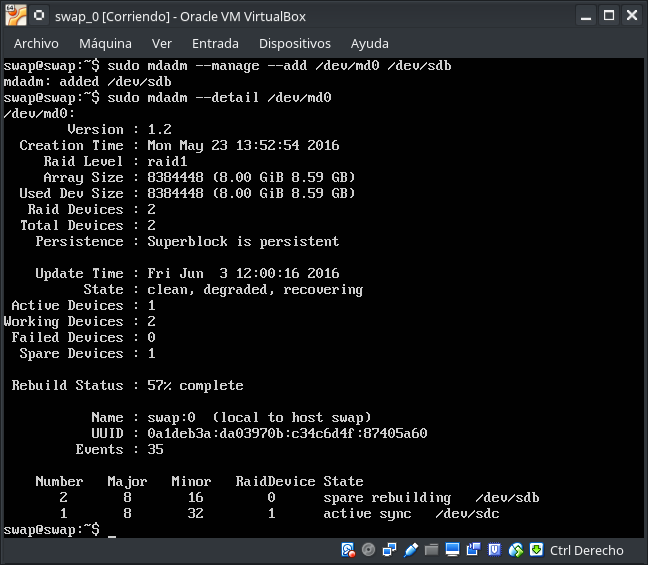 swap_0 [Corriendo] - Oracle VM VirtualBox
Archivo Máquina Ver Entrada Dispositivos Ayuda
swap@swap:~$ sudo mdadm --manage --add /dev/md0 /dev/sdb
mdadm: added /dev/sdb
swap@swap:~$ sudo mdadm --detail /dev/md0
/dev/md0:
Version : 1.2
Creation Time : Mon May 23 13:52:54 2016
Raid Level : raid1
Array Size : 8384448 (8.00 GiB 8.59 GB)
Used Dev Size : 8384448 (8.00 GiB 8.59 GB)
Raid Devices : 2
Total Devices : 2
Persistence : Superblock is persistent
Update Time : Fri Jun  3 12:00:16 2016
State : clean, degraded, recovering
Active Devices : 1
Working Devices : 2
Failed Devices : 0
Spare Devices : 1
Rebuild Status : 57% complete
Name : swap:0  (local to host swap)
UUID : 0a1deb3a:da03970b:c34c6d4f:87405a60
Events : 35
Number Major Minor RaidDevice State
2 8 16 0 spare rebuilding /dev/sdb
1 8 32 1 active sync /dev/sdc
swap@swap:~$ _
Ctrl Derecho